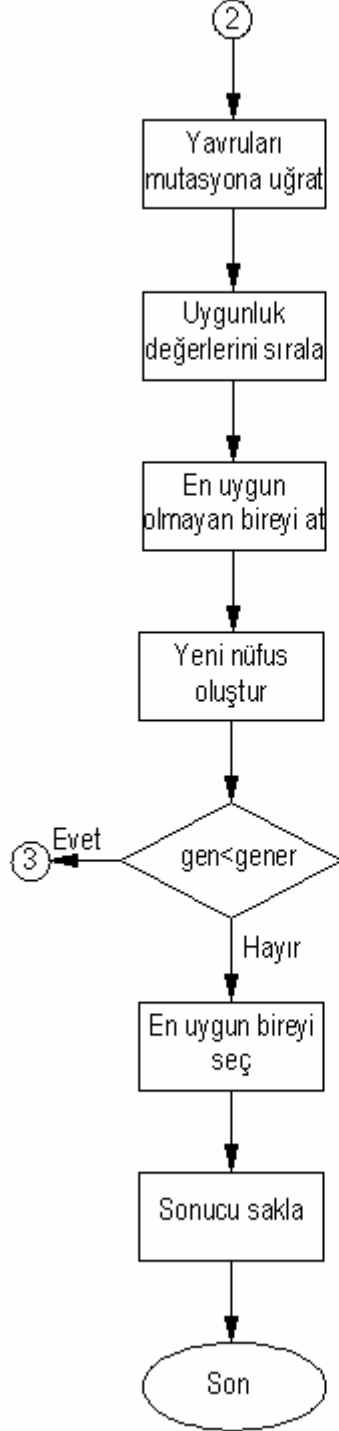 2
Yavruları
mutasyona uğrat
Uygunluk
değerlerini sırala
En uygun
olmayan bireyi at
Yeni nüfus
oluştur
Evet
3
gen<gener
Hayır
En uygun bireyi
seç
Sonucu sakla
Son